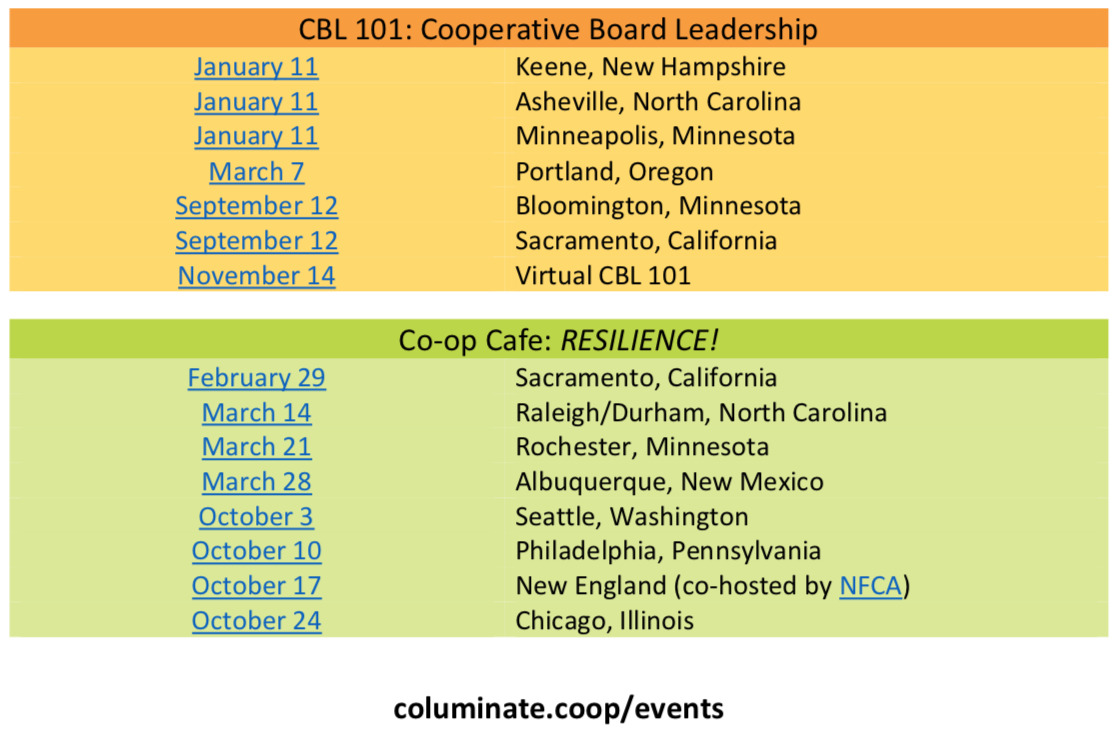 CBL 101: Cooperative Board Leadership
January 11 Keene, New Hampshire
January 11 Asheville, North Carolina
January 11 Minneapolis, Minnesota
March 7 Portland, Oregon
September 12 Bloomington, Minnesota
September 12 Sacramento, California
November 14 Virtual CBL 101
Co-op Cafe: RESILIENCE!
February 29 Sacramento, California
March 14 Raleigh/Durham, North Carolina
March 21 Rochester, Minnesota
March 28 Albuquerque, New Mexico
October 3 Seattle, Washington
October 10 Philadelphia, Pennsylvania
October 17 New England (co-hosted by NFCA)
October 24 Chicago, Illinois
columinate.coop/events